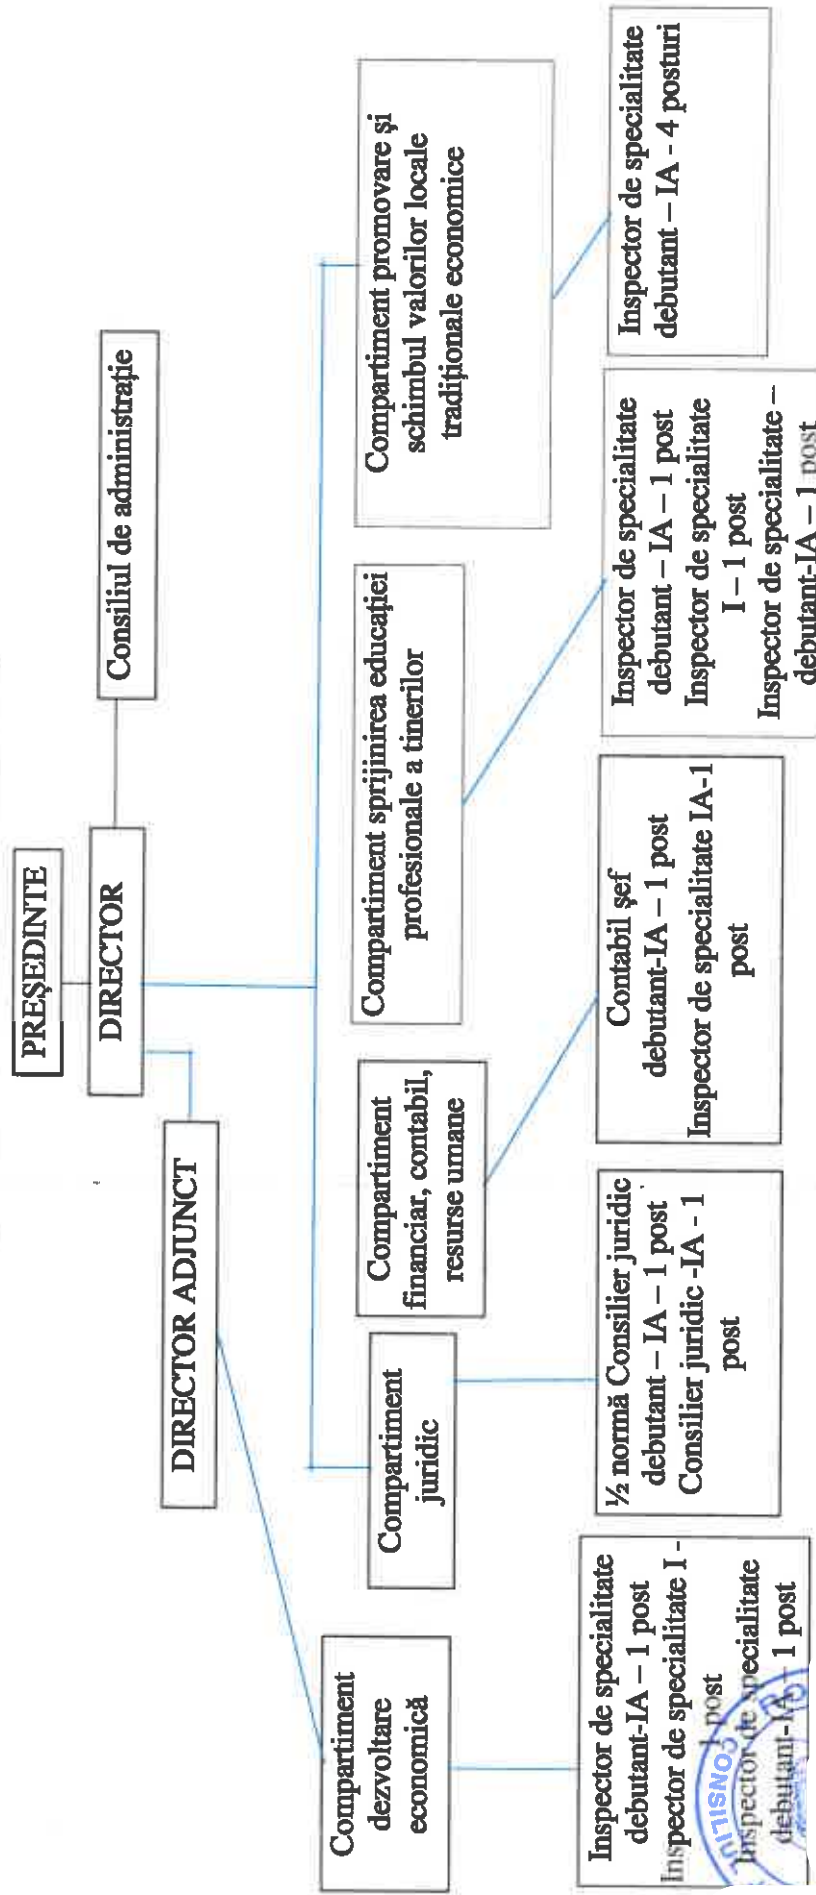 PREȘEDINTE
DIRECTOR
Consiliul de administrație
DIRECTOR ADJUNCT
Compartiment
dezvoltare
economică
Compartiment
juridic
Compartiment
financiar, contabil,
resurse umane
Compartiment sprijinirea educației
profesionale a tinerilor
Compartiment promovare și
schimbul valorilor locale
tradiționale economice
Inspector de specialitate
debutant-IA – 1 post
Inspector de specialitate I -
1 post
Inspector de specialitate
debutant-IA – 1 post
CONSILIUL
½ normă Consilier juridic
debutant – IA – 1 post
Consilier juridic -IA - 1
post
Contabil șef
debutant-IA – 1 post
Inspector de specialitate IA-1
post
Inspector de specialitate
debutant – IA – 1 post
Inspector de specialitate
I – 1 post
Inspector de specialitate –
debutant-IA – 1 post
Inspector de specialitate
debutant – IA - 4 posturi